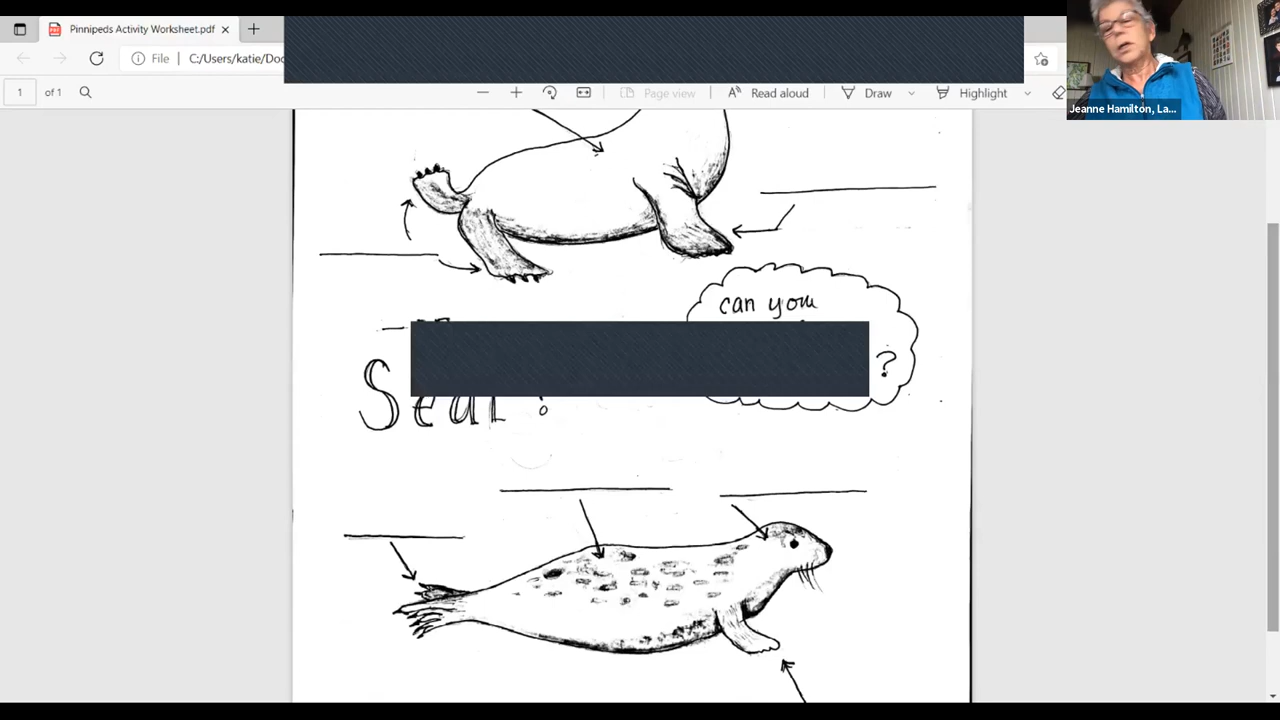 Pinnipeds Activity Worksheet.pdf
File
C:/Users/katie/Doc
1 of 1
Page view
Read aloud
Draw
Highlight
Jeanne Hamilton, La...
can you
?
Seal :